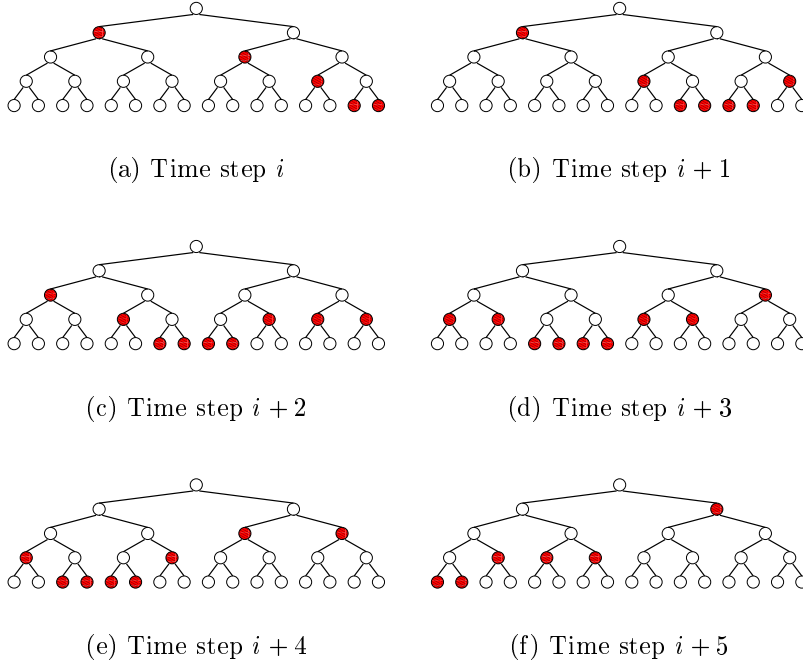 (a) Time step i
(b) Time step i + 1
(c) Time step i + 2
(d) Time step i + 3
(e) Time step i + 4
(f) Time step i + 5